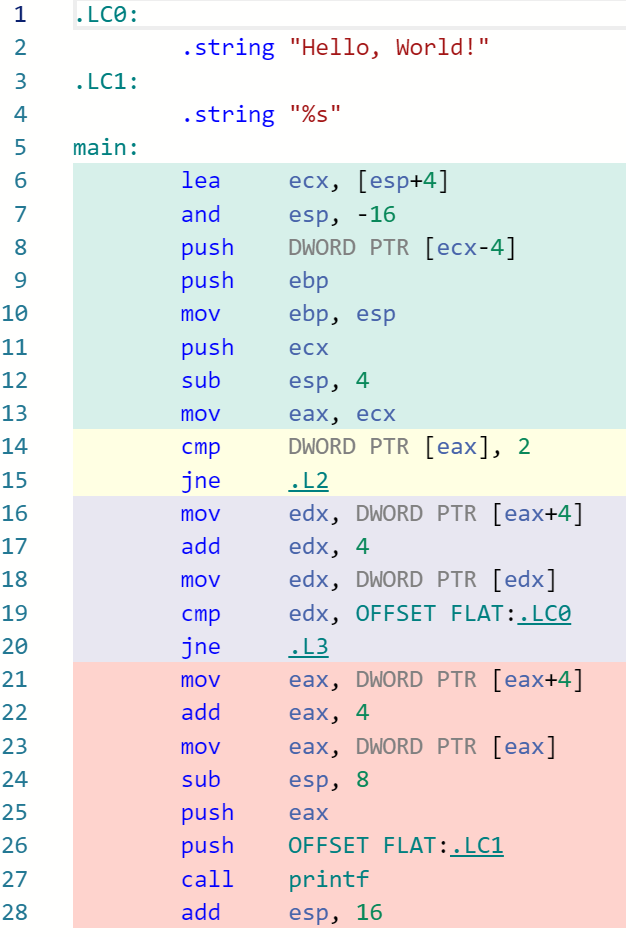 1 .LC0:
2 .string "Hello, World!"
3 .LC1:
4 .string "%s"
5 main:
6 lea ecx, [esp+4]
7 and esp, -16
8 push DWORD PTR [ecx-4]
9 push ebp
10 mov ebp, esp
11 push ecx
12 sub esp, 4
13 mov eax, ecx
14 cmp DWORD PTR [eax], 2
15 jne .L2
16 mov edx, DWORD PTR [eax+4]
17 add edx, 4
18 mov edx, DWORD PTR [edx]
19 cmp edx, OFFSET FLAT:.LC0
20 jne .L3
21 mov eax, DWORD PTR [eax+4]
22 add eax, 4
23 mov eax, DWORD PTR [eax]
24 sub esp, 8
25 push eax
26 push OFFSET FLAT:.LC1
27 call printf
28 add esp, 16